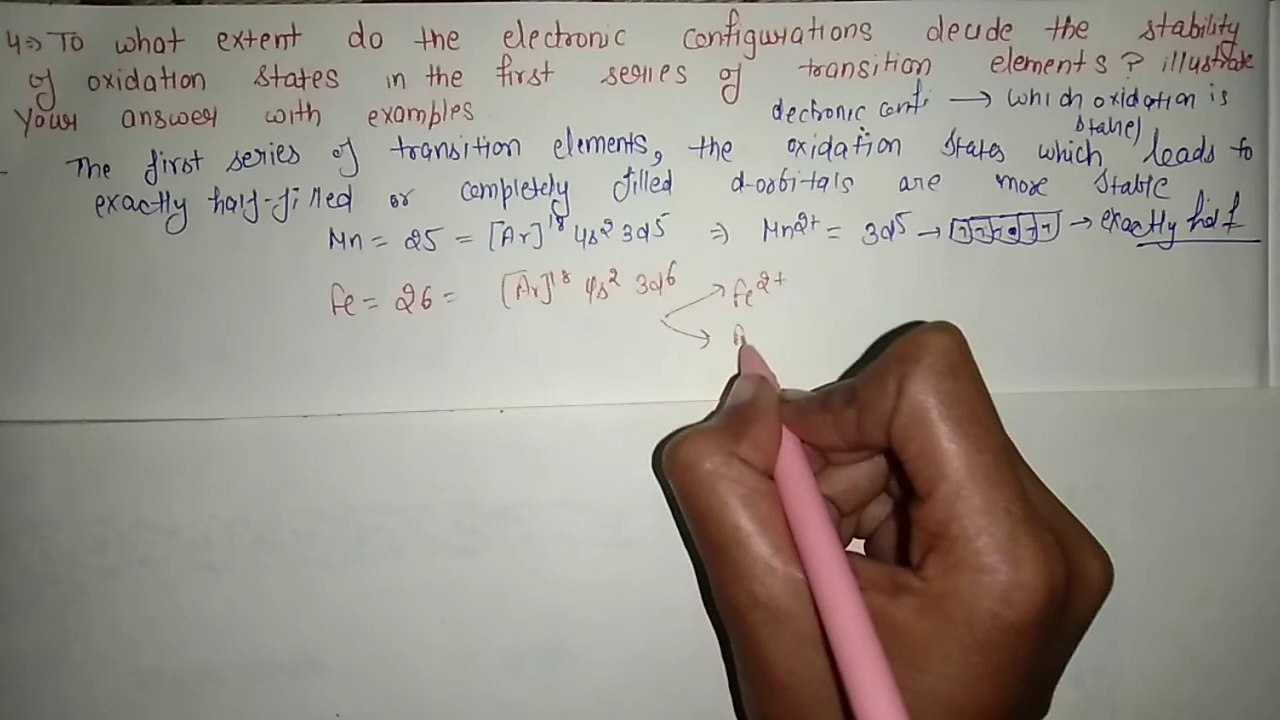 4⇒ To what extent do the electronic configurations decide the stability
of oxidation states in the first series of transition elements? illustrate
your answer with examples
electronic conf. → which oxidation is stable)
The first series of transition elements, the oxidation states which leads to
exactly half-filled or completely filled d-orbitals are more stable
Mn = 25 = [Ar]¹⁸ 4s² 3d⁵ ⇒ Mn²⁺ = 3d⁵ → → exactly half
Fe = 26 = [Ar]¹⁸ 4s² 3d⁶ → Fe²⁺